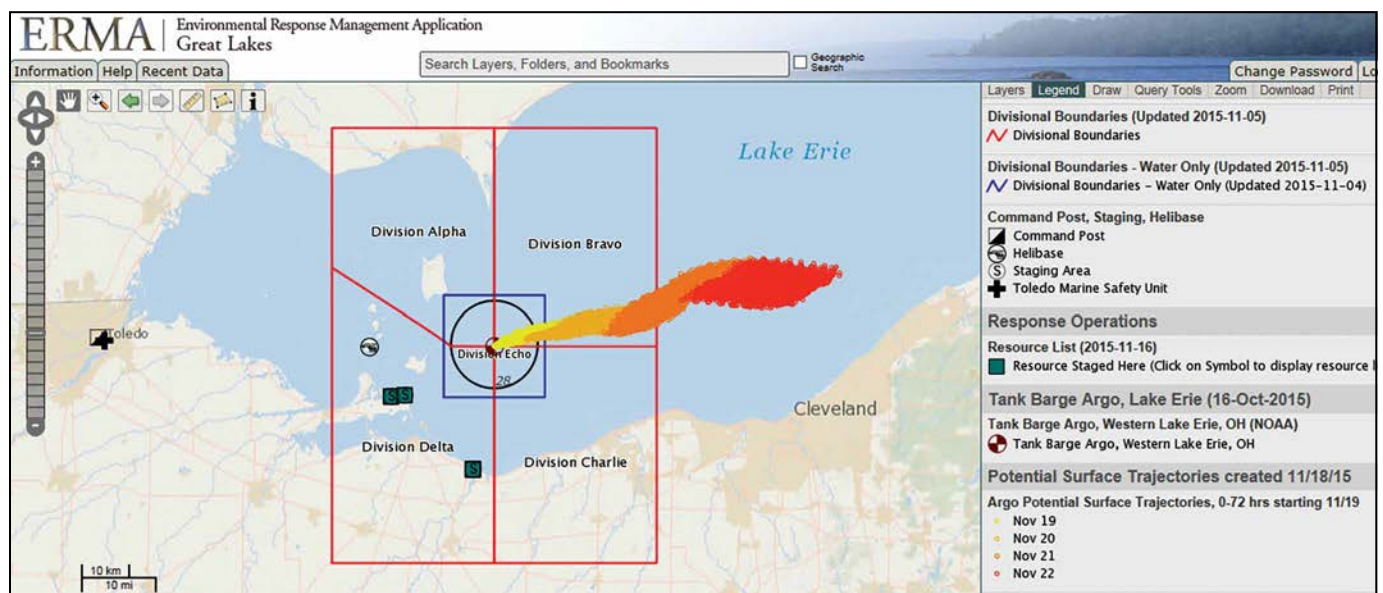 ERMA
Environmental Response Management Application
Great Lakes
Search Layers, Folders, and Bookmarks
Geographic
Search
Information Help Recent Data
Change Password Lo
Layers Legend Draw Query Tools Zoom Download Print
Lake Erie
Division Alpha
Division Bravo
Toledo
Division Echo
28
S S
Cleveland
Division Delta
Division Charlie
S
10 km
10 mi
Divisional Boundaries (Updated 2015-11-05)
Divisional Boundaries
Divisional Boundaries - Water Only (Updated 2015-11-05)
Divisional Boundaries - Water Only (Updated 2015-11-04)
Command Post, Staging, Helibase
Command Post
Helibase
S Staging Area
Toledo Marine Safety Unit
Response Operations
Resource List (2015-11-16)
Resource Staged Here (Click on Symbol to display resource l
Tank Barge Argo, Lake Erie (16-Oct-2015)
Tank Barge Argo, Western Lake Erie, OH (NOAA)
Tank Barge Argo, Western Lake Erie, OH
Potential Surface Trajectories created 11/18/15
Argo Potential Surface Trajectories, 0-72 hrs starting 11/19
Nov 19
Nov 20
Nov 21
Nov 22